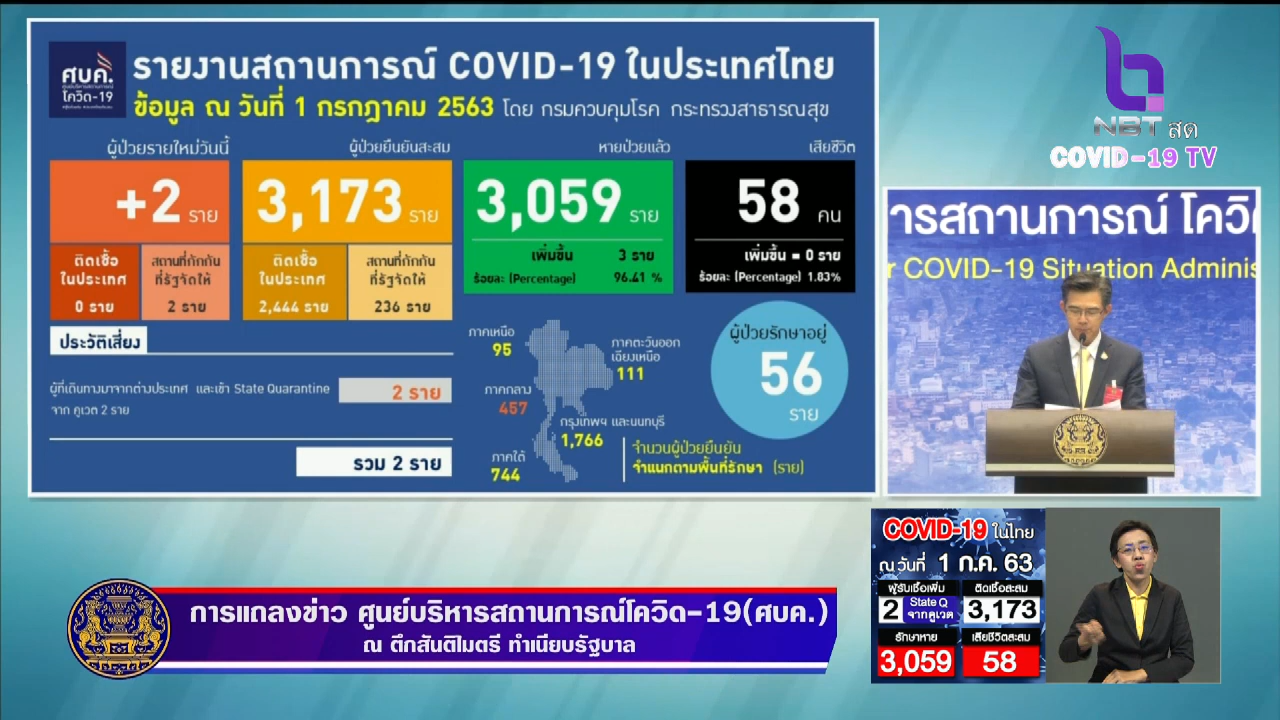 ศบค.
โควิด-19
รายงานสถานการณ์ COVID-19 ในประเทศไทย
ข้อมูล ณ วันที่ 1 กรกฎาคม 2563 โดย กรมควบคุมโรค กระทรวงสาธารณสุข
ผู้ป่วยรายใหม่วันนี้
+2 ราย
ติดเชื้อ
ในประเทศ
0 ราย
สถานที่กักกัน
ที่รัฐจัดให้
2 ราย
ผู้ป่วยยืนยันสะสม
3,173 ราย
ติดเชื้อ
ในประเทศ
2,444 ราย
สถานที่กักกัน
ที่รัฐจัดให้
236 ราย
หายป่วยแล้ว
3,059 ราย
เพิ่มขึ้น 3 ราย
ร้อยละ (Percentage) 96.41 %
เสียชีวิต
58 คน
เพิ่มขึ้น = 0 ราย
ร้อยละ (Percentage) 1.83%
ประวัติเสี่ยง
ผู้ที่เดินทางมาจากต่างประเทศ และเข้า State Quarantine
จาก คูเวต 2 ราย
2 ราย
รวม 2 ราย
ภาคเหนือ
95
ภาคตะวันออก
เฉียงเหนือ
111
ภาคกลาง
457
กรุงเทพฯ และนนทบุรี
1,766
ภาคใต้
744
ผู้ป่วยรักษาอยู่
56
ราย
จำนวนผู้ป่วยยืนยัน
จำแนกตามพื้นที่รักษา (ราย)
NBT สด
COVID-19 TV
ารสถานการณ์ โควิ
r COVID-19 Situation Adminis
COVID-19 ในไทย
ณ วันที่ 1 ก.ค. 63
ผู้รับเชื้อเพิ่ม
2 State Q
จากคูเวต
ติดเชื้อสะสม
3,173
รักษาหาย
3,059
เสียชีวิตสะสม
58
การแถลงข่าว ศูนย์บริหารสถานการณ์โควิด-19(ศบค.)
ณ ตึกสันติไมตรี ทำเนียบรัฐบาล